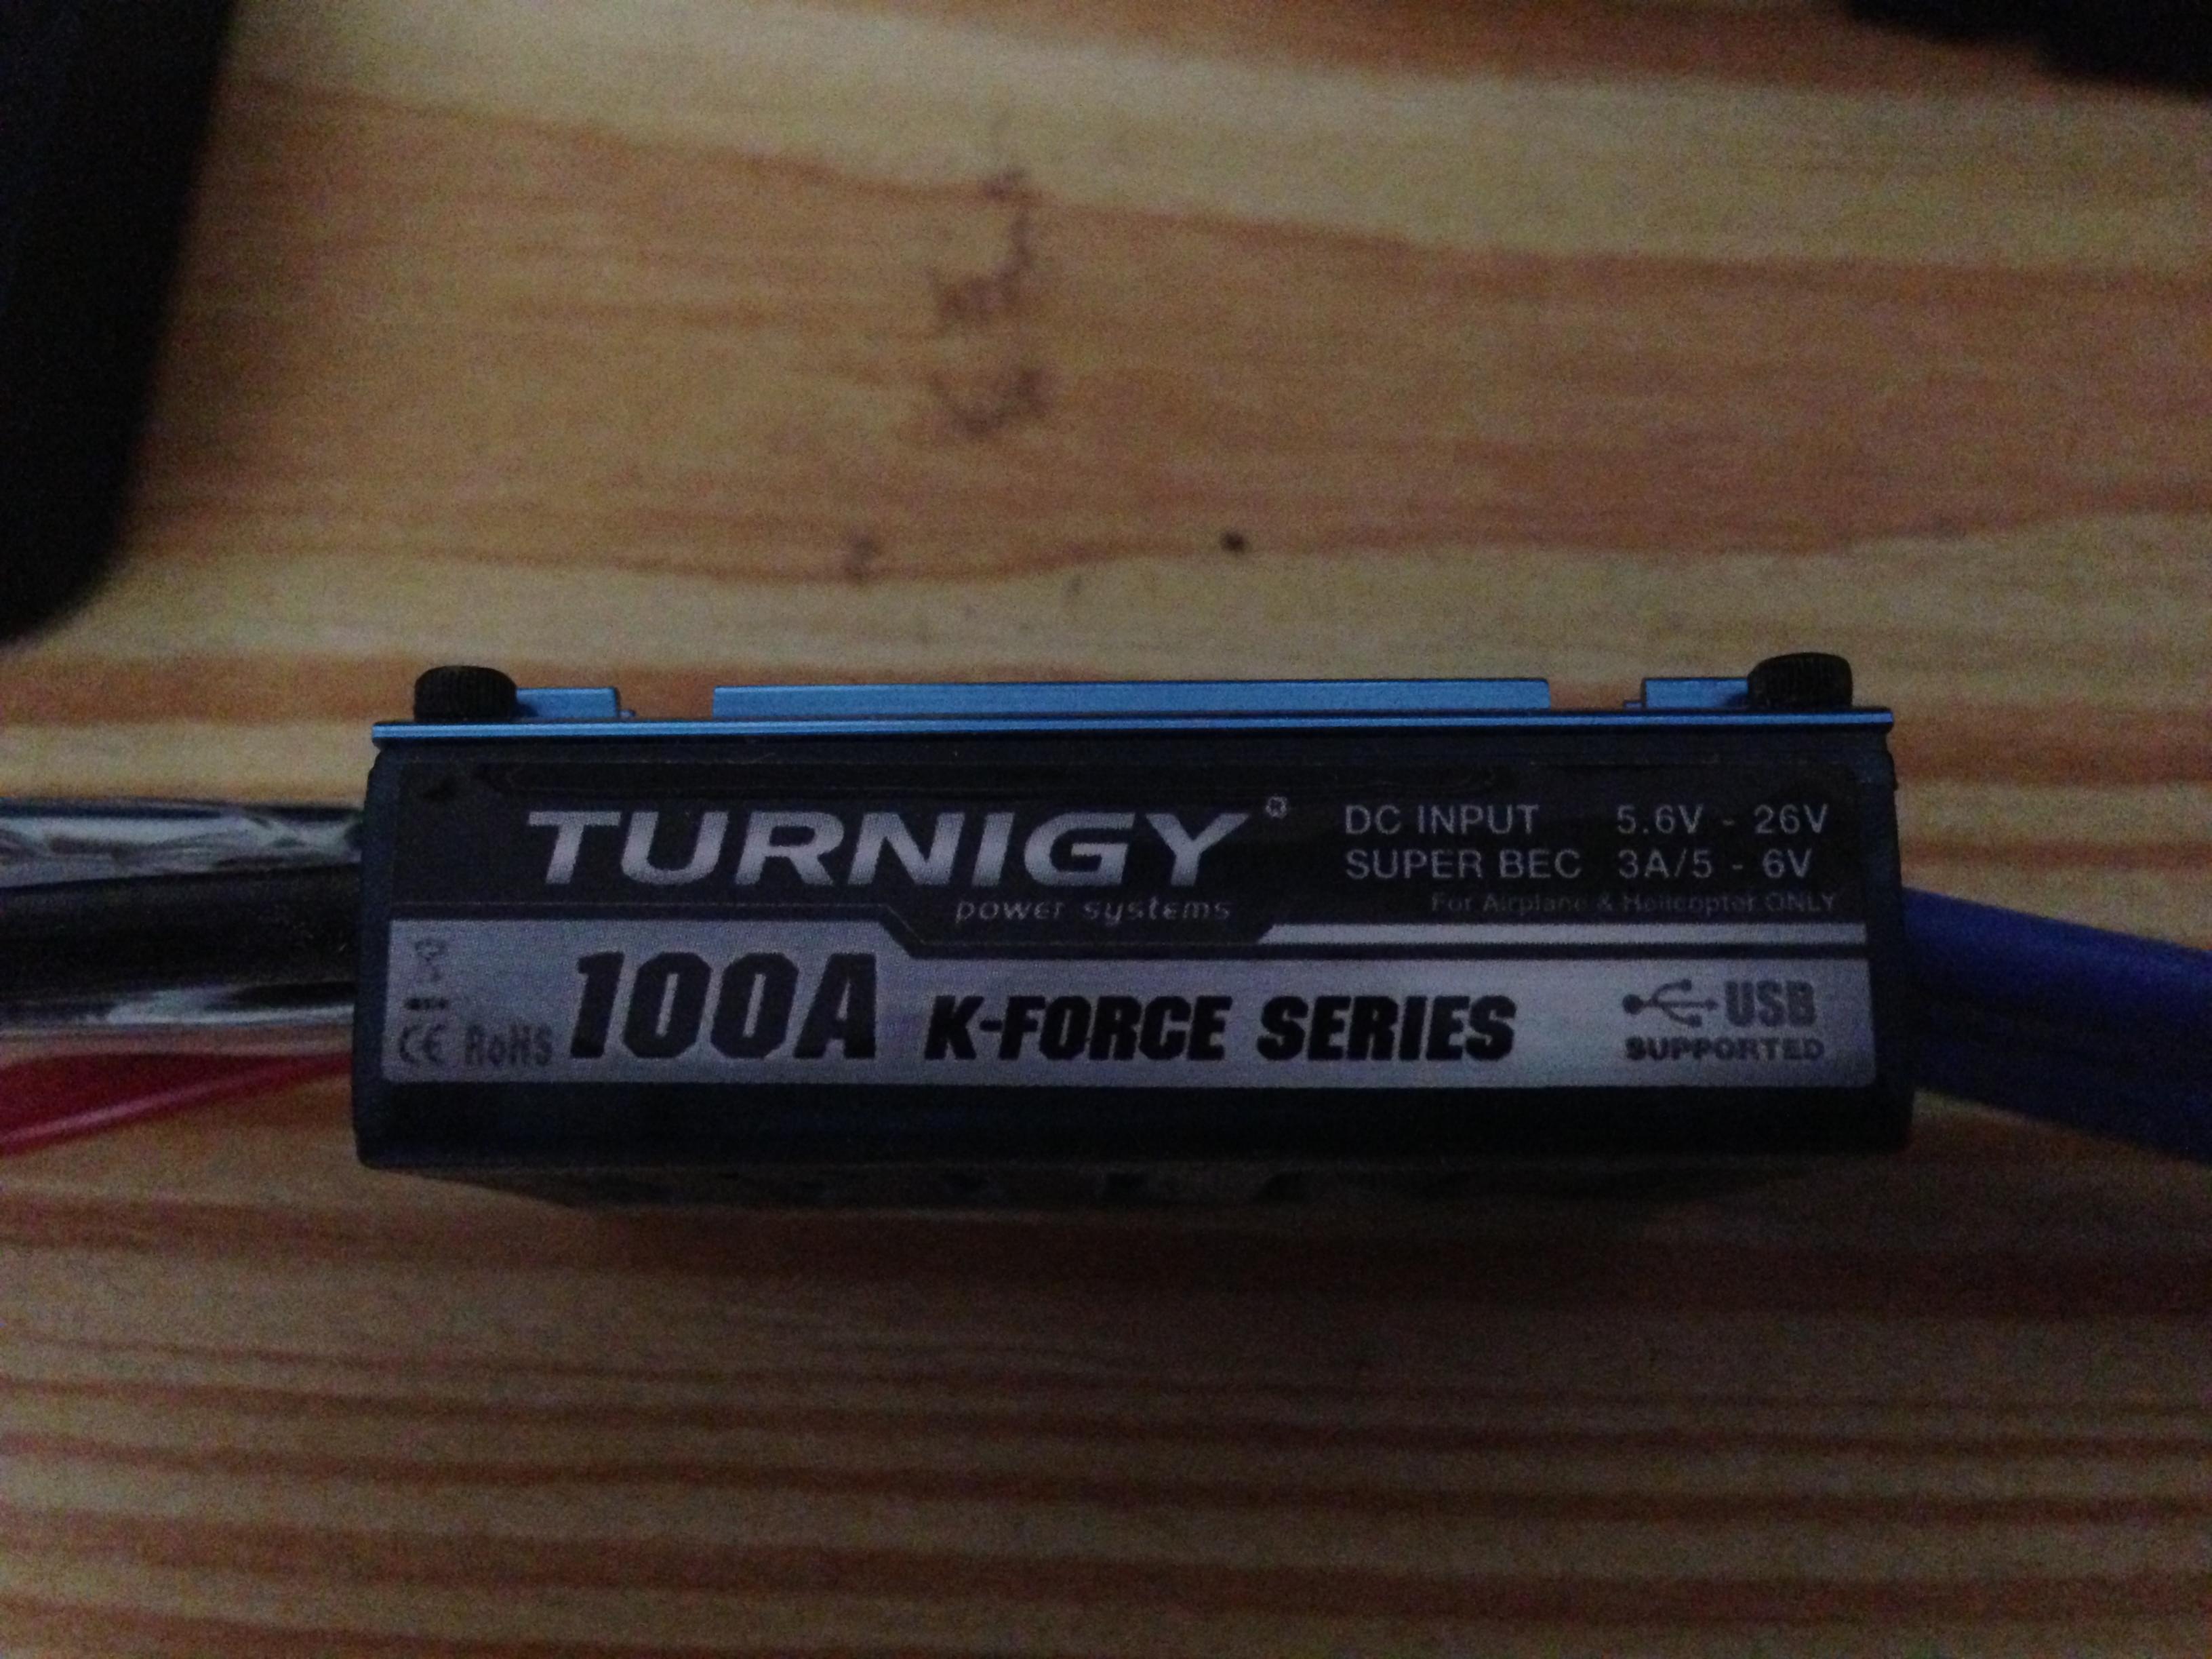 TURNIGY®
power systems
DC INPUT 5.6V - 26V
SUPER BEC 3A/5 - 6V
For Airplane & Helicopter ONLY
CE RoHS 100A K-FORCE SERIES
USB
SUPPORTED